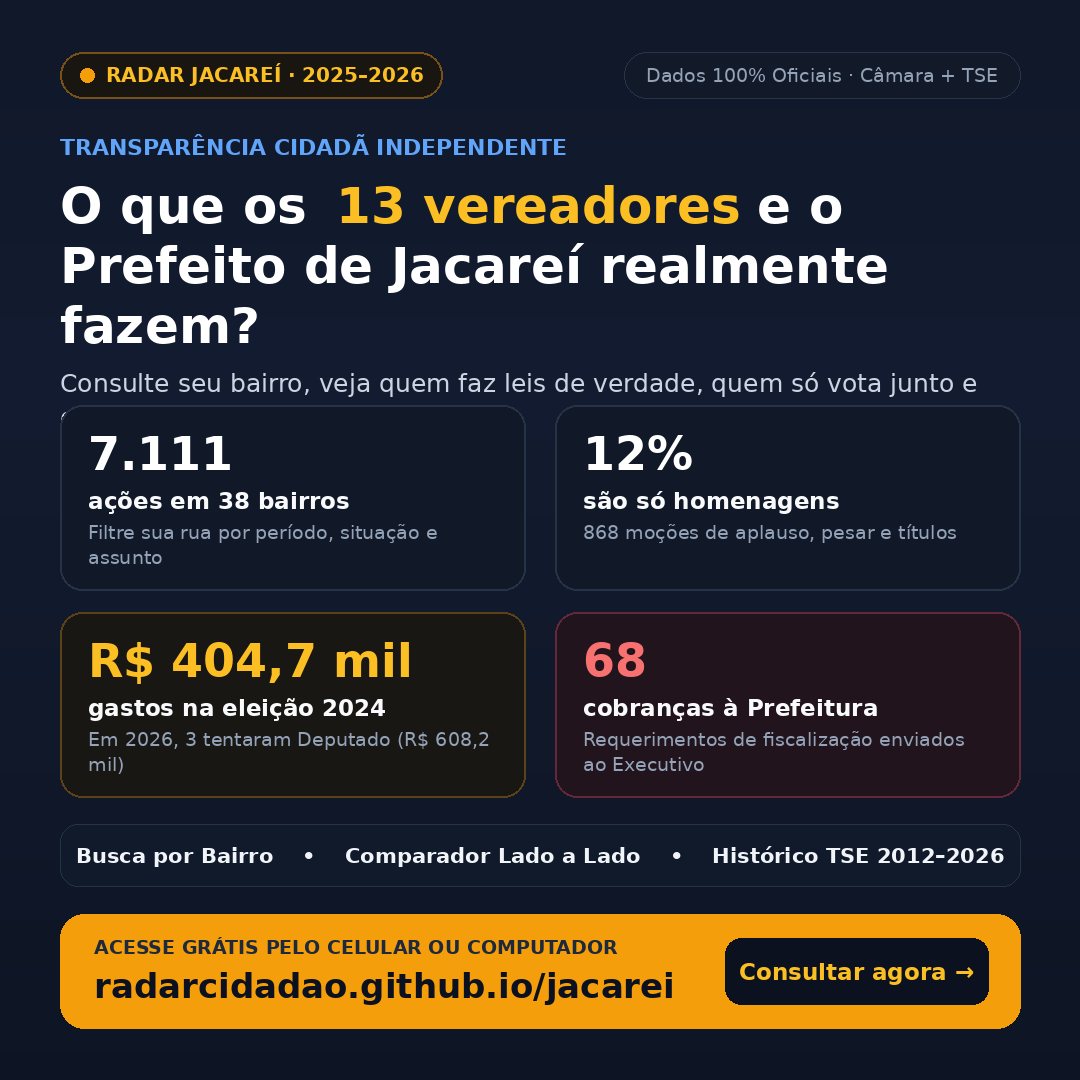 RADAR JACAREÍ · 2025–2026
Dados 100% Oficiais · Câmara + TSE
TRANSPARÊNCIA CIDADÃ INDEPENDENTE
O que os 13 vereadores e o
Prefeito de Jacareí realmente
fazem?
Consulte seu bairro, veja quem faz leis de verdade, quem só vota junto e
7.111
ações em 38 bairros
Filtre sua rua por período, situação e
assunto
12%
são só homenagens
868 moções de aplauso, pesar e títulos
R$ 404,7 mil
gastos na eleição 2024
Em 2026, 3 tentaram Deputado (R$ 608,2
mil)
68
cobranças à Prefeitura
Requerimentos de fiscalização enviados
ao Executivo
Busca por Bairro • Comparador Lado a Lado • Histórico TSE 2012–2026
ACESSE GRÁTIS PELO CELULAR OU COMPUTADOR
radarcidadao.github.io/jacarei
Consultar agora →